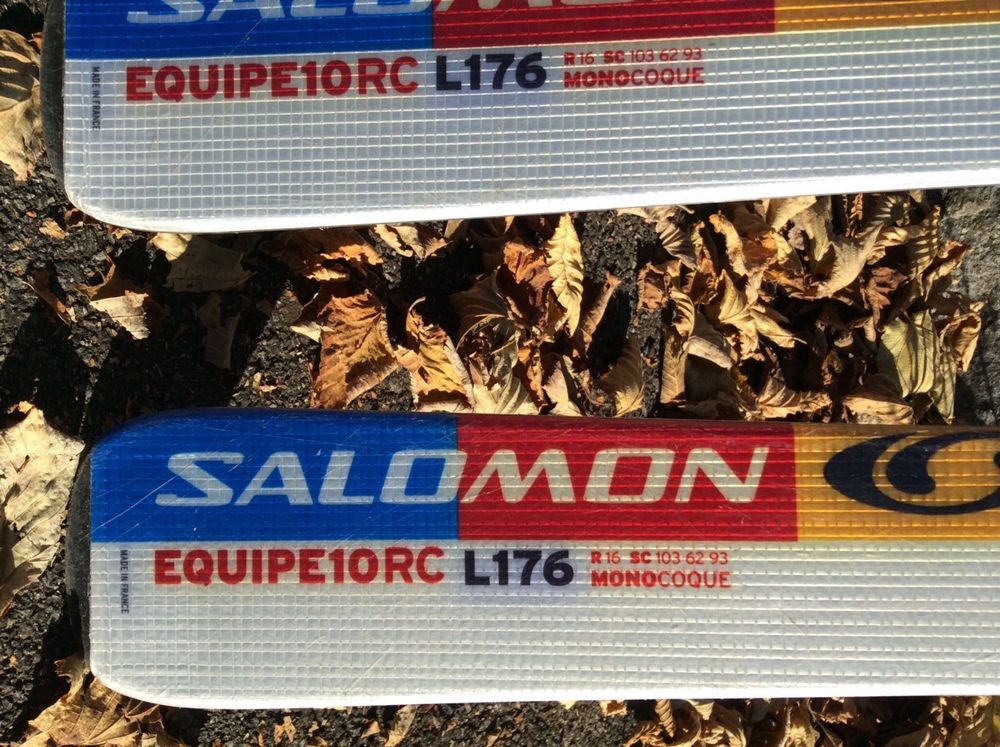 SALOMON
EQUIPE10RC L176 R16 SC 103 62 93
MONOCOQUE
MADE IN FRANCE
SALOMON
EQUIPE10RC L176 R16 SC 103 62 93
MONOCOQUE
MADE IN FRANCE